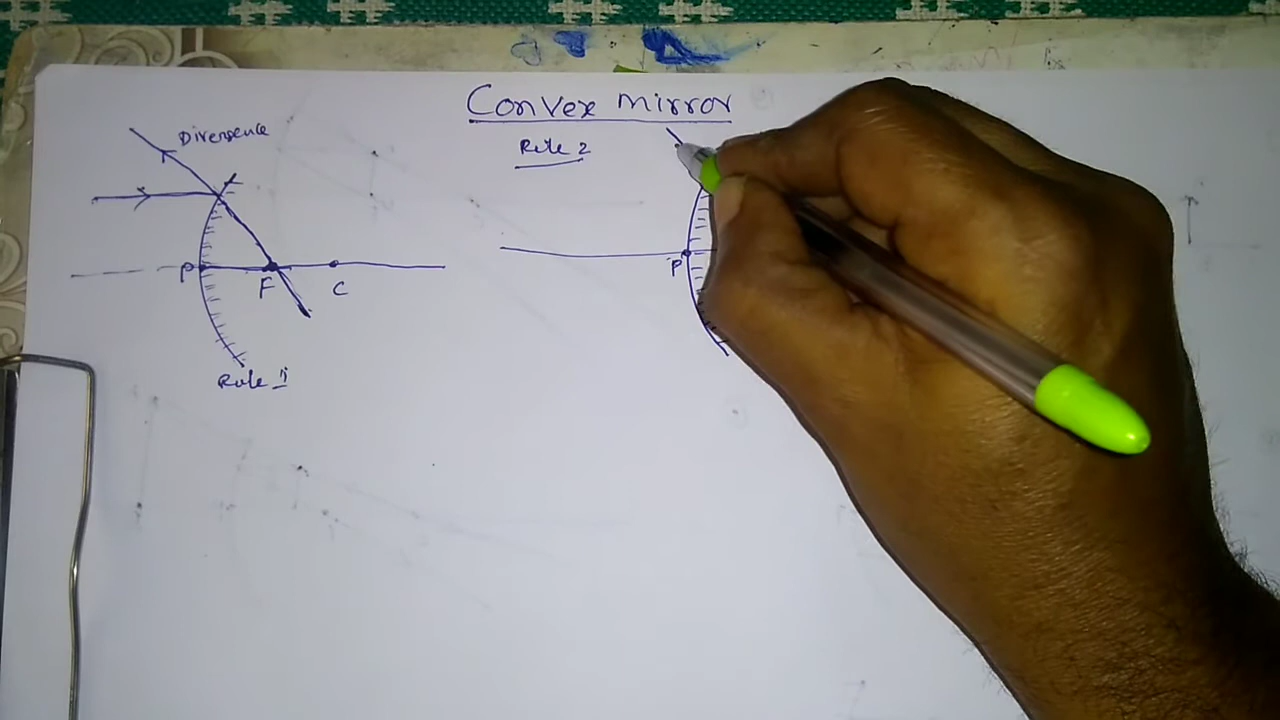 Convex mirror
Divergence
Rule 2
P
F
C
P
Rule 1